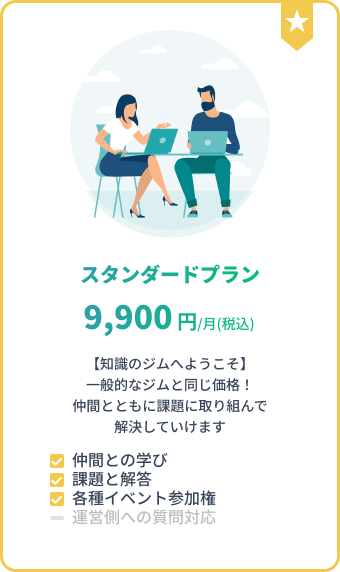 スタンダードプラン
9,900 円/月(税込)
【知識のジムへようこそ】
一般的なジムと同じ価格！
仲間とともに課題に取り組んで
解決していけます
仲間との学び
課題と解答
各種イベント参加権
運営側への質問対応